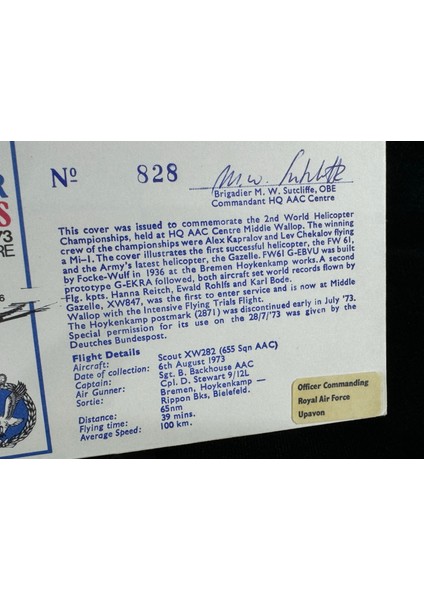 R
S
73
RE
6
Nº 828 M.W. Sutcliffe
Brigadier M. W. Sutcliffe, OBE
Commandant HQ AAC Centre
This cover was issued to commemorate the 2nd World Helicopter
Championships, held at HQ AAC Centre Middle Wallop. The winning
crew of the championships were Alex Kapralov and Lev Chekalov flying
a Mi-1. The cover illustrates the first successful helicopter, the FW 61,
and the Army's latest helicopter, the Gazelle. FW61 G-EBVU was built
by Focke-Wulf in 1936 at the Bremen Hoykenkamp works. A second
prototype G-EKRA followed, both aircraft set world records flown by
Flg. kpts. Hanna Reitch, Ewald Rohlfs and Karl Bode.
Gazelle, XW847, was the first to enter service and is now at Middle
Wallop with the Intensive Flying Trials Flight.
The Hoykenkamp postmark (2871) was discontinued early in July '73.
Special permission for its use on the 28/7/'73 was given by the
Deutches Bundespost.
Flight Details
Aircraft: Scout XW282 (655 Sqn AAC)
Date of collection: 6th August 1973
Captain: Sgt. B. Backhouse AAC
Air Gunner: Cpl. D. Stewart 9/12L
Sortie: Bremen, Hoykenkamp —
Rippon Bks, Bielefeld.
Distance: 65nm
Flying time: 39 mins.
Average Speed: 100 km.
Officer Commanding
Royal Air Force
Upavon